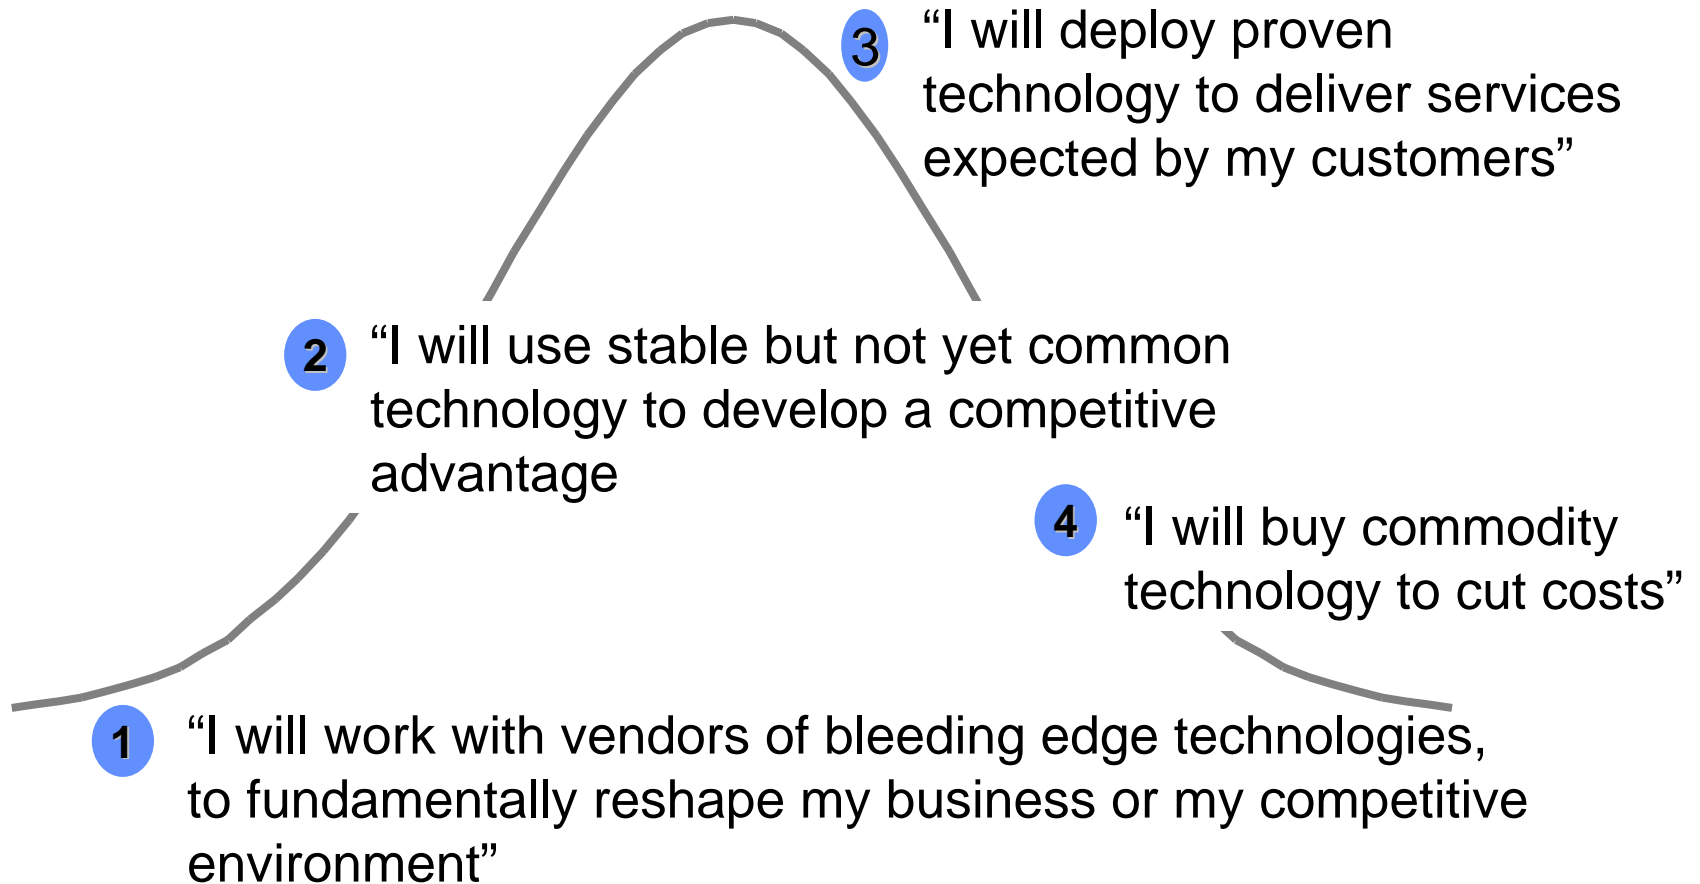 3 “I will deploy proven
technology to deliver services
expected by my customers”
2 “I will use stable but not yet common
technology to develop a competitive
advantage
4 “I will buy commodity
technology to cut costs”
1 “I will work with vendors of bleeding edge technologies,
to fundamentally reshape my business or my competitive
environment”